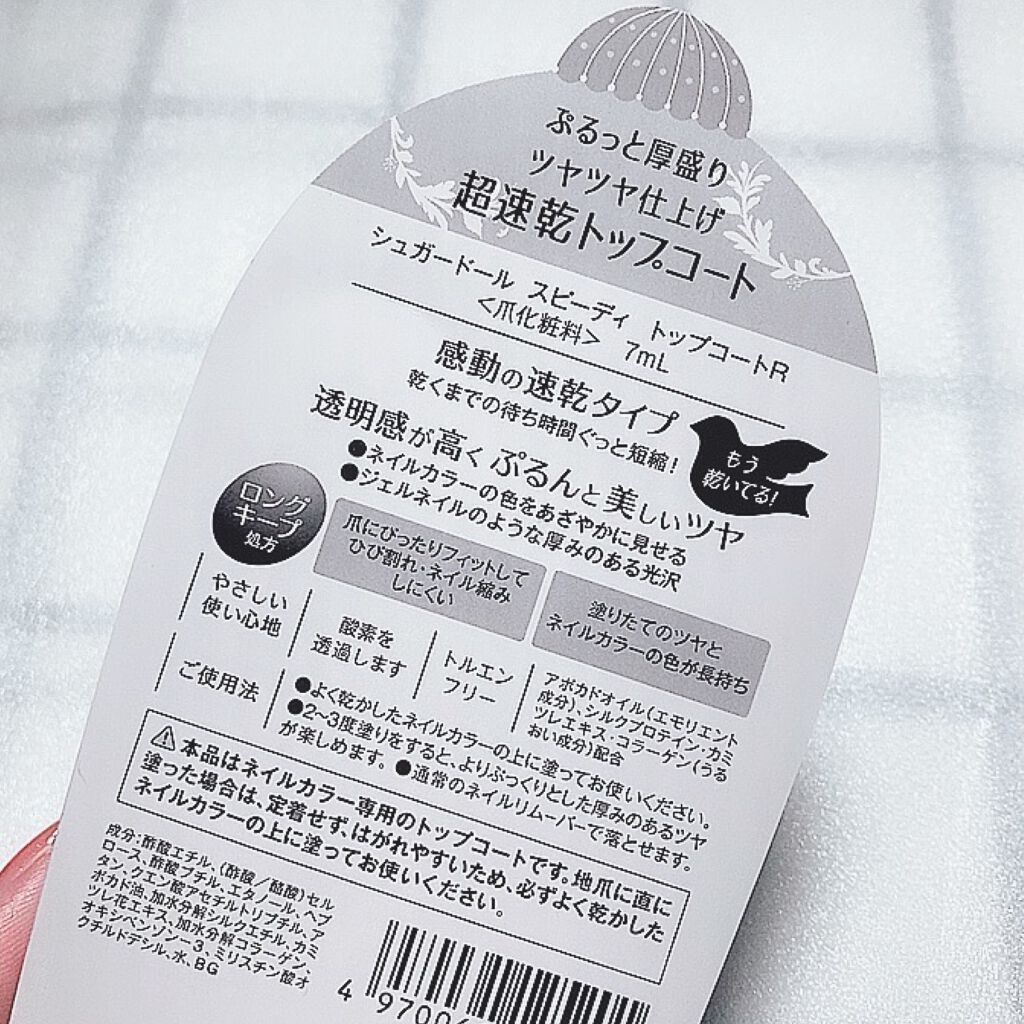 ぷるっと厚盛り
ツヤツヤ仕上げ
超速乾トップコート
シュガードール スピーディ トップコートR
<爪化粧料> 7mL
感動の速乾タイプ
乾くまでの待ち時間ぐっと短縮!
もう
乾いてる!
透明感が高く ぷるんと美しいツヤ
●ネイルカラーの色をあざやかに見せる
●ジェルネイルのような厚みのある光沢
ロング
キープ
処方
爪にぴったりフィットして
ひび割れ・ネイル縮み
しにくい
塗りたてのツヤと
ネイルカラーの色が長持ち
やさしい
使い心地
酸素を
透過します
トルエン
フリー
アボカドオイル(エモリエント
成分)、シルクプロテイン・カミ
ツレエキス・コラーゲン(うる
おい成分)配合
ご使用法
●よく乾かしたネイルカラーの上に塗ってお使いください。
●2~3度塗りをすると、よりぷっくりとした厚みのあるツヤ
が楽しめます。 ●通常のネイルリムーバーで落とせます。
⚠本品はネイルカラー専用のトップコートです。地爪に直に
塗った場合は、定着せず、はがれやすいため、必ずよく乾かした
ネイルカラーの上に塗ってお使いください。
成分:酢酸エチル、(酢酸/酪酸)セル
ロース、酢酸ブチル、エタノール、ヘプ
タン、クエン酸アセチルトリブチル、ア
ボカド油、加水分解シルクエチル、カミ
ツレ花エキス、加水分解コラーゲン、
オキシベンゾン-3、ミリスチン酸オ
クチルドデシル、水、BG
4 97006